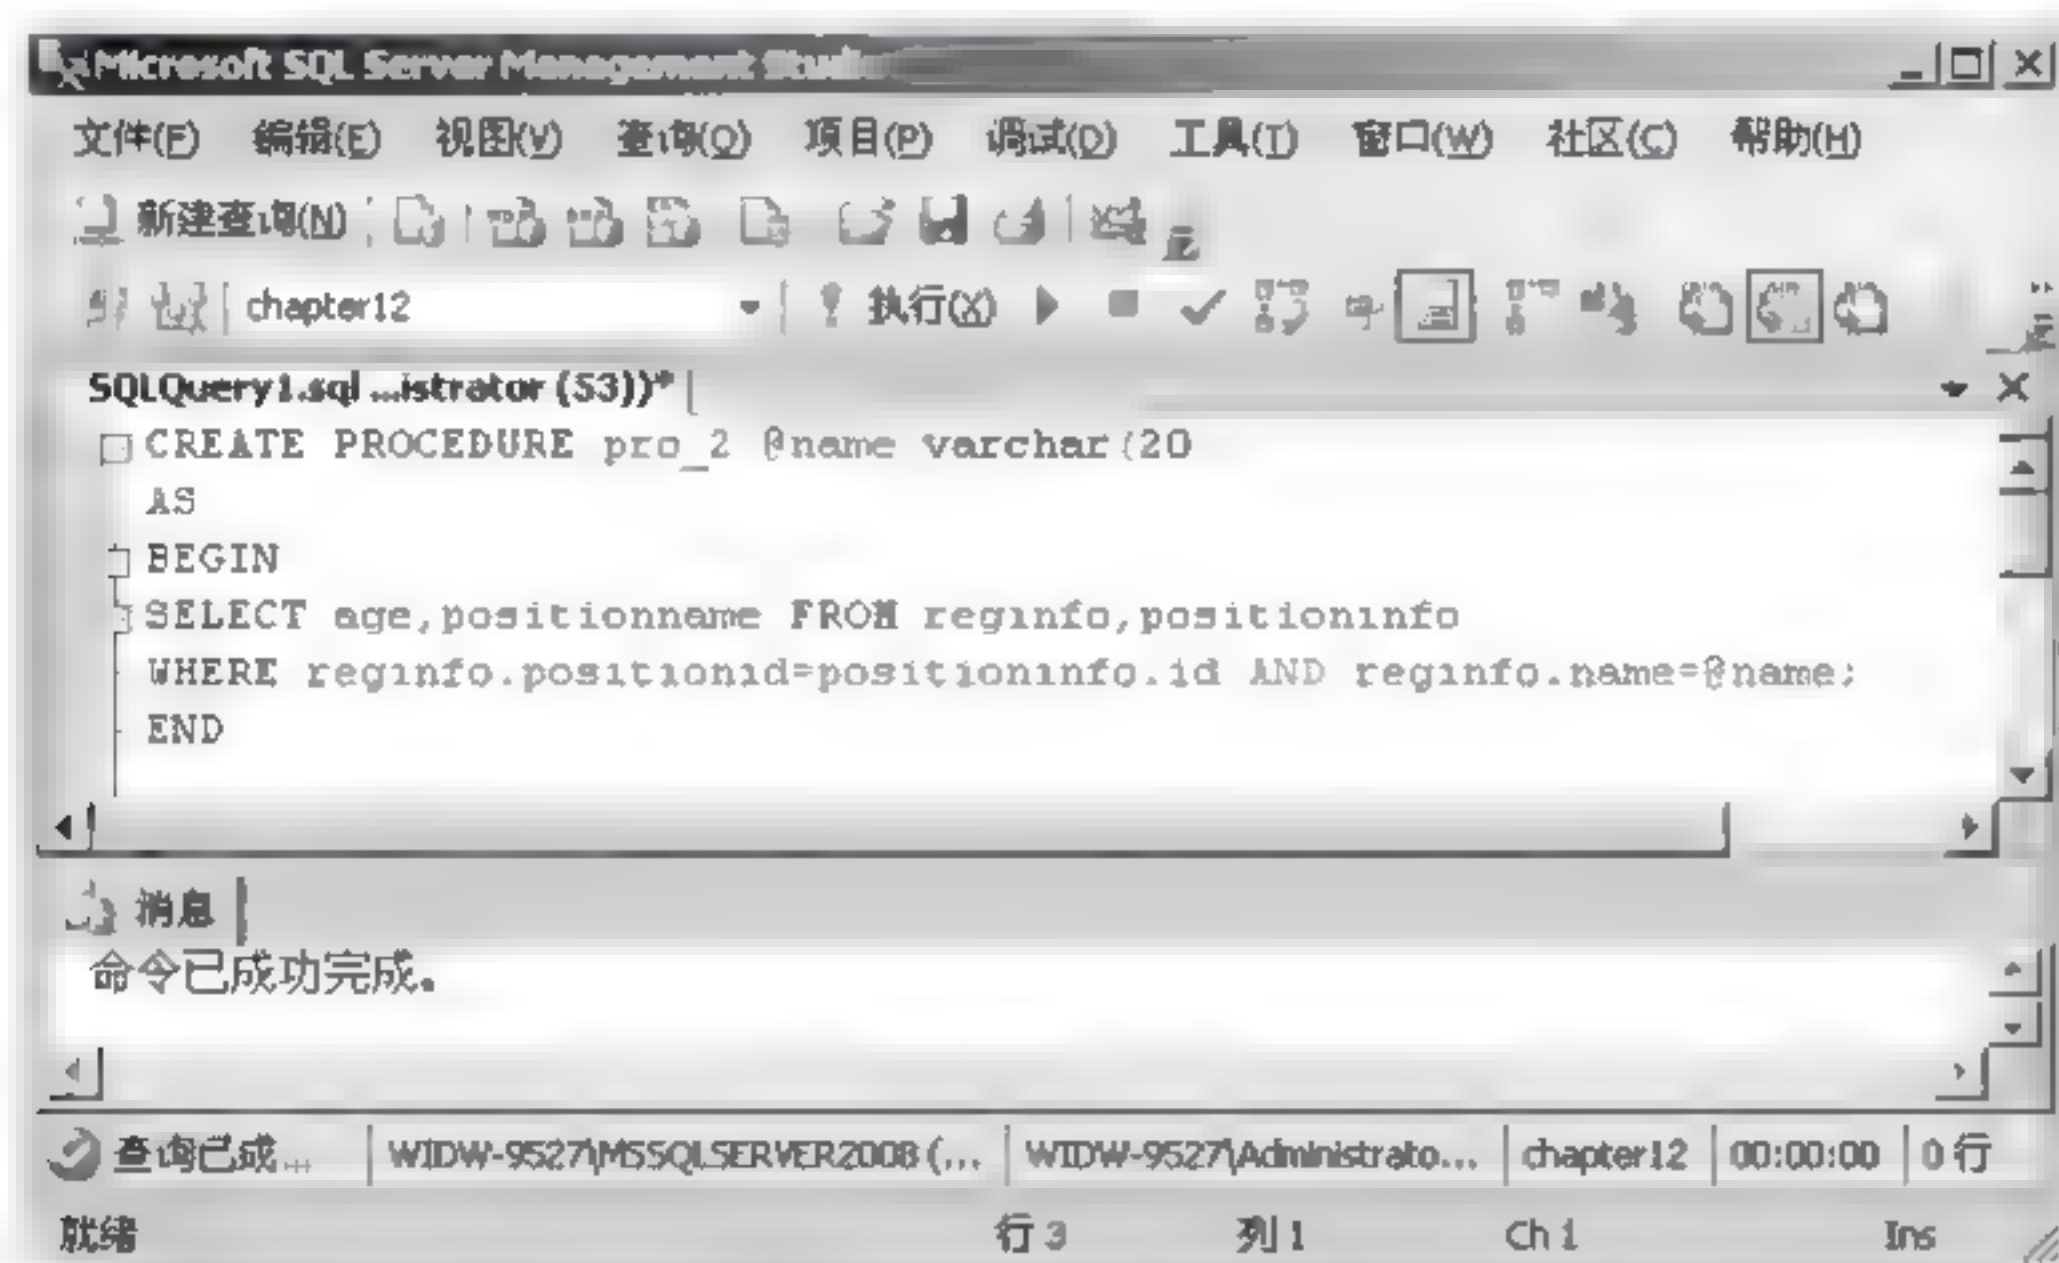 Microsoft SQL Server Management Studio
文件(F) 编辑(E) 视图(V) 查询(Q) 项目(P) 调试(D) 工具(T) 窗口(W) 社区(C) 帮助(H)
新建查询(N)
chapter12 执行(X)
SQLQuery1.sql ...istrator (53))*
CREATE PROCEDURE pro_2 @name varchar(20
AS
BEGIN
SELECT age,positionname FROM reginfo,positioninfo
WHERE reginfo.positionid=positioninfo.id AND reginfo.name=@name;
END
消息
命令已成功完成。
查询已成... WIDW-9527\MSSQLSERVER2008 (... WIDW-9527\Administrato... chapter12 00:00:00 0 行
就绪 行 3 列 1 Ch 1 Ins